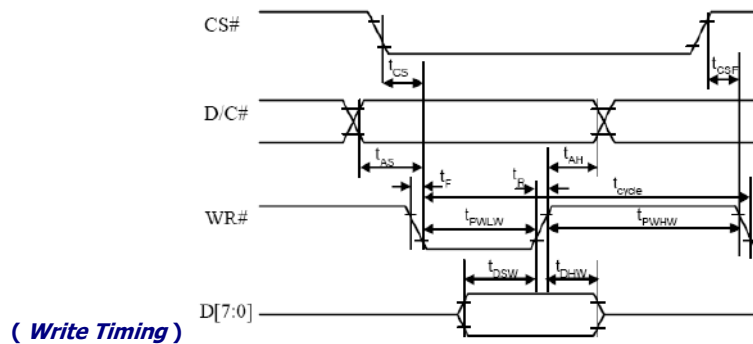 CS#
tCS
tCSF
D/C#
tAS
tF
tR
tAH
tcycle
WR#
tPWLW
tPWHW
tDSW
tDHW
( Write Timing )
D[7:0]